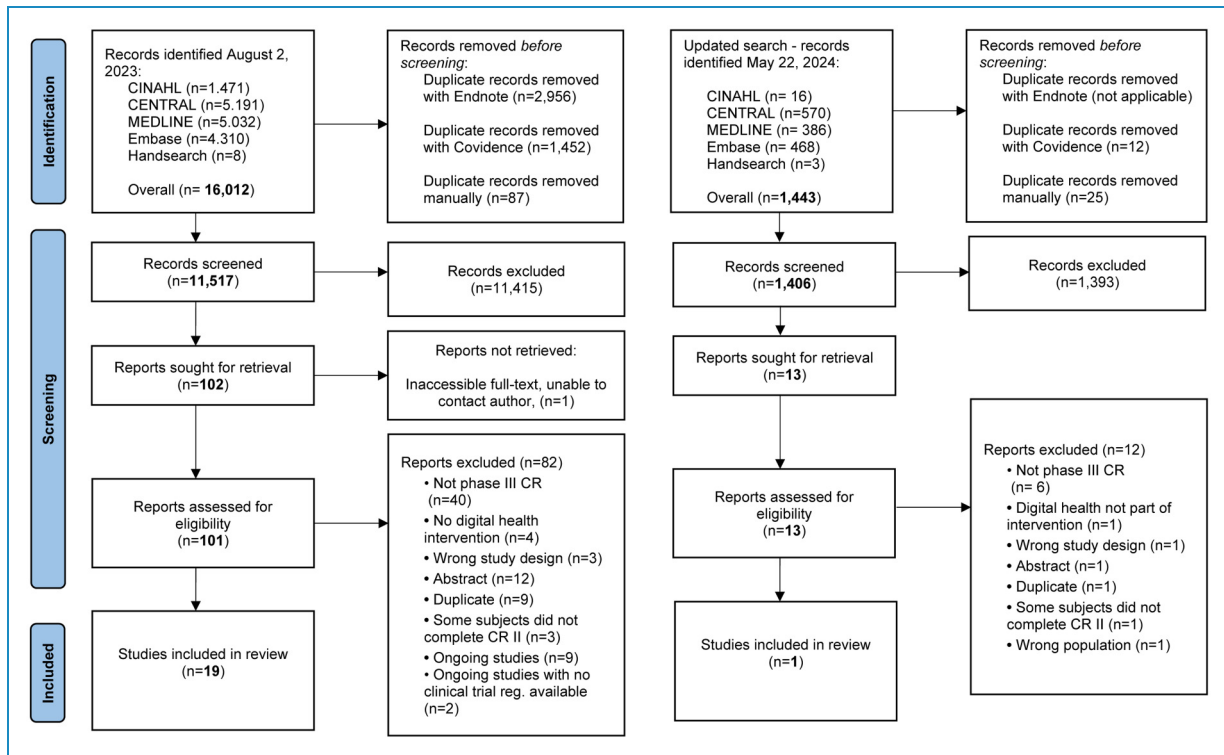 Identification
Records identified August 2,
2023:
CINAHL (n=1.471)
CENTRAL (n=5.191)
MEDLINE (n=5.032)
Embase (n=4.310)
Handsearch (n=8)
Overall (n= 16,012)
Records removed before
screening:
Duplicate records removed
with Endnote (n=2,956)
Duplicate records removed
with Covidence (n=1,452)
Duplicate records removed
manually (n=87)
Updated search - records
identified May 22, 2024:
CINAHL (n= 16)
CENTRAL (n=570)
MEDLINE (n= 386)
Embase (n= 468)
Handsearch (n=3)
Overall (n=1,443)
Records removed before
screening:
Duplicate records removed
with Endnote (not applicable)
Duplicate records removed
with Covidence (n=12)
Duplicate records removed
manually (n=25)
Screening
Records screened
(n=11,517)
Records excluded
(n=11,415)
Records screened
(n=1,406)
Records excluded
(n=1,393)
Reports sought for retrieval
(n=102)
Reports not retrieved:
Inaccessible full-text, unable to
contact author, (n=1)
Reports sought for retrieval
(n=13)
Reports assessed for
eligibility
(n=101)
Reports excluded (n=82)
• Not phase III CR
(n=40)
• No digital health
intervention (n=4)
• Wrong study design (n=3)
• Abstract (n=12)
• Duplicate (n=9)
• Some subjects did not
complete CR II (n=3)
• Ongoing studies (n=9)
• Ongoing studies with no
clinical trial reg. available
(n=2)
Reports assessed for
eligibility
(n=13)
Reports excluded (n=12)
• Not phase III CR
(n= 6)
• Digital health not part of
intervention (n=1)
• Wrong study design (n=1)
• Abstract (n=1)
• Duplicate (n=1)
• Some subjects did not
complete CR II (n=1)
• Wrong population (n=1)
Included
Studies included in review
(n=19)
Studies included in review
(n=1)